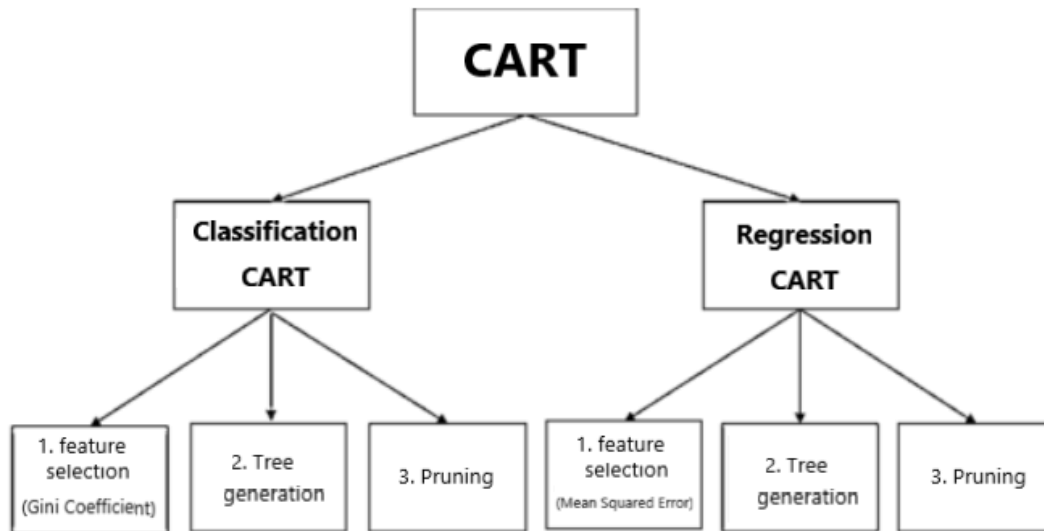 CART
Classification
CART
Regression
CART
1. feature
selection
(Gini Coefficient)
2. Tree
generation
3. Pruning
1. feature
selection
(Mean Squared Error)
2. Tree
generation
3. Pruning